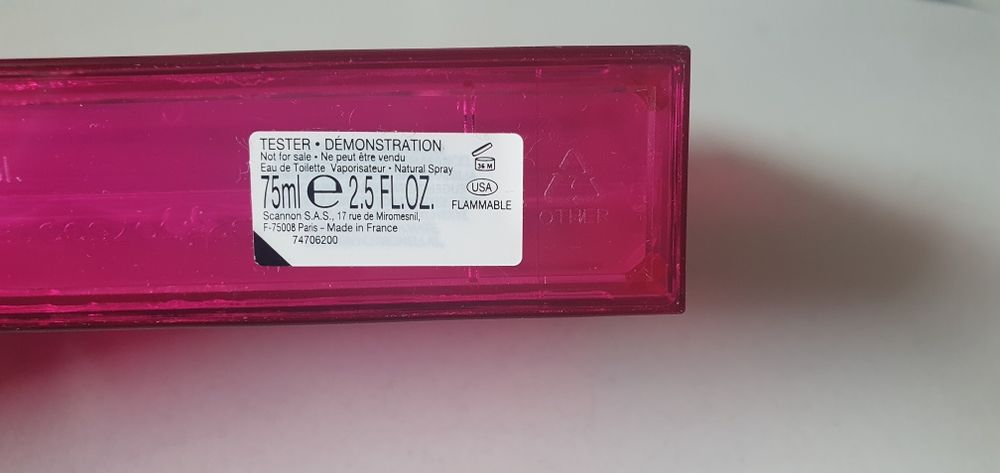 TESTER • DÉMONSTRATION
Not for sale • Ne peut être vendu
Eau de Toilette Vaporisateur • Natural Spray
75ml e 2.5 FL.OZ.
Scannon S.A.S., 17 rue de Miromesnil,
F-75008 Paris – Made in France
74706200
36 M
USA
FLAMMABLE
7
OTHER